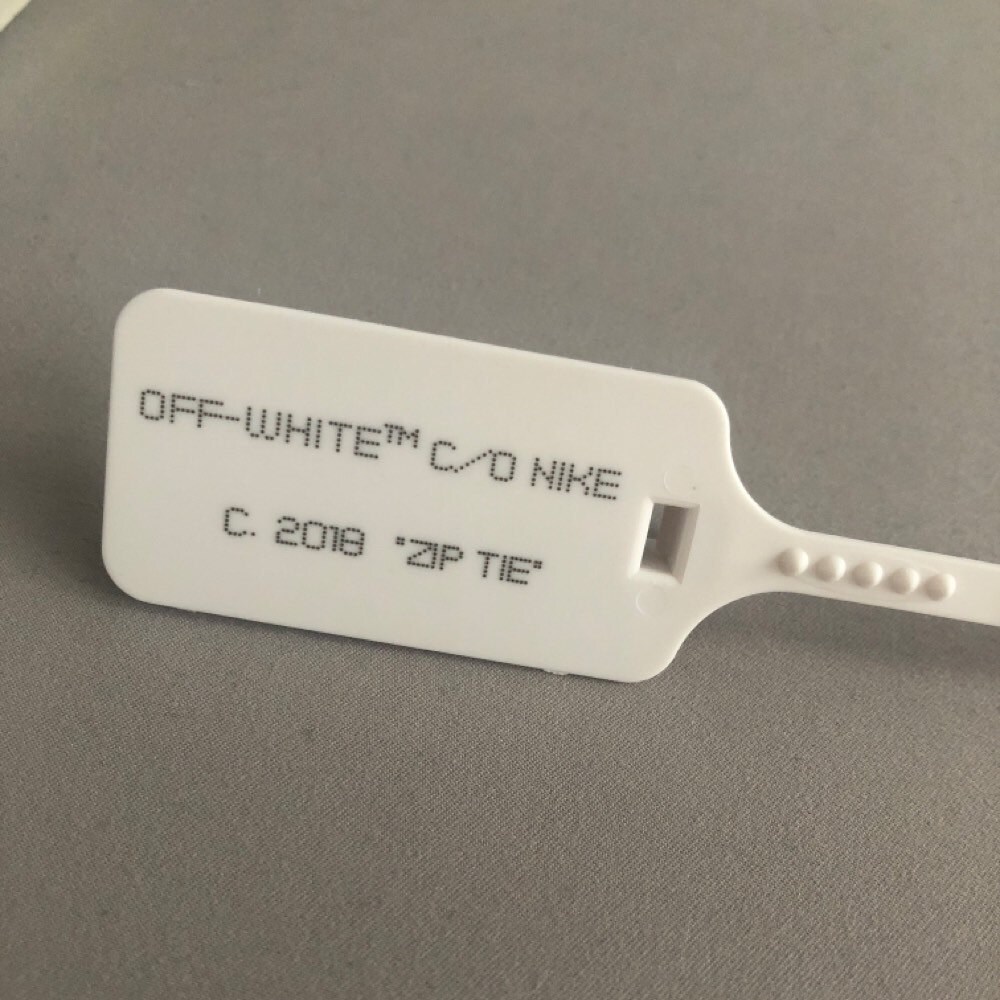 OFF-WHITE™ C/O NIKE
C. 2018 "ZIP TIE"